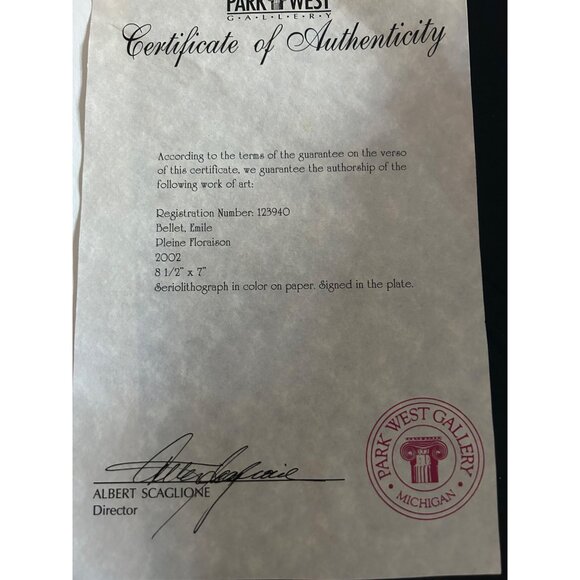 PARK WEST
G·A·L·L·E·R·Y
Certificate of Authenticity
According to the terms of the guarantee on the verso
of this certificate, we guarantee the authorship of the
following work of art:
Registration Number: 123940
Bellet, Emile
Pleine Floraison
2002
8 1/2" x 7"
Seriolithograph in color on paper. Signed in the plate.
ALBERT SCAGLIONE
Director
PARK WEST GALLERY
• MICHIGAN •